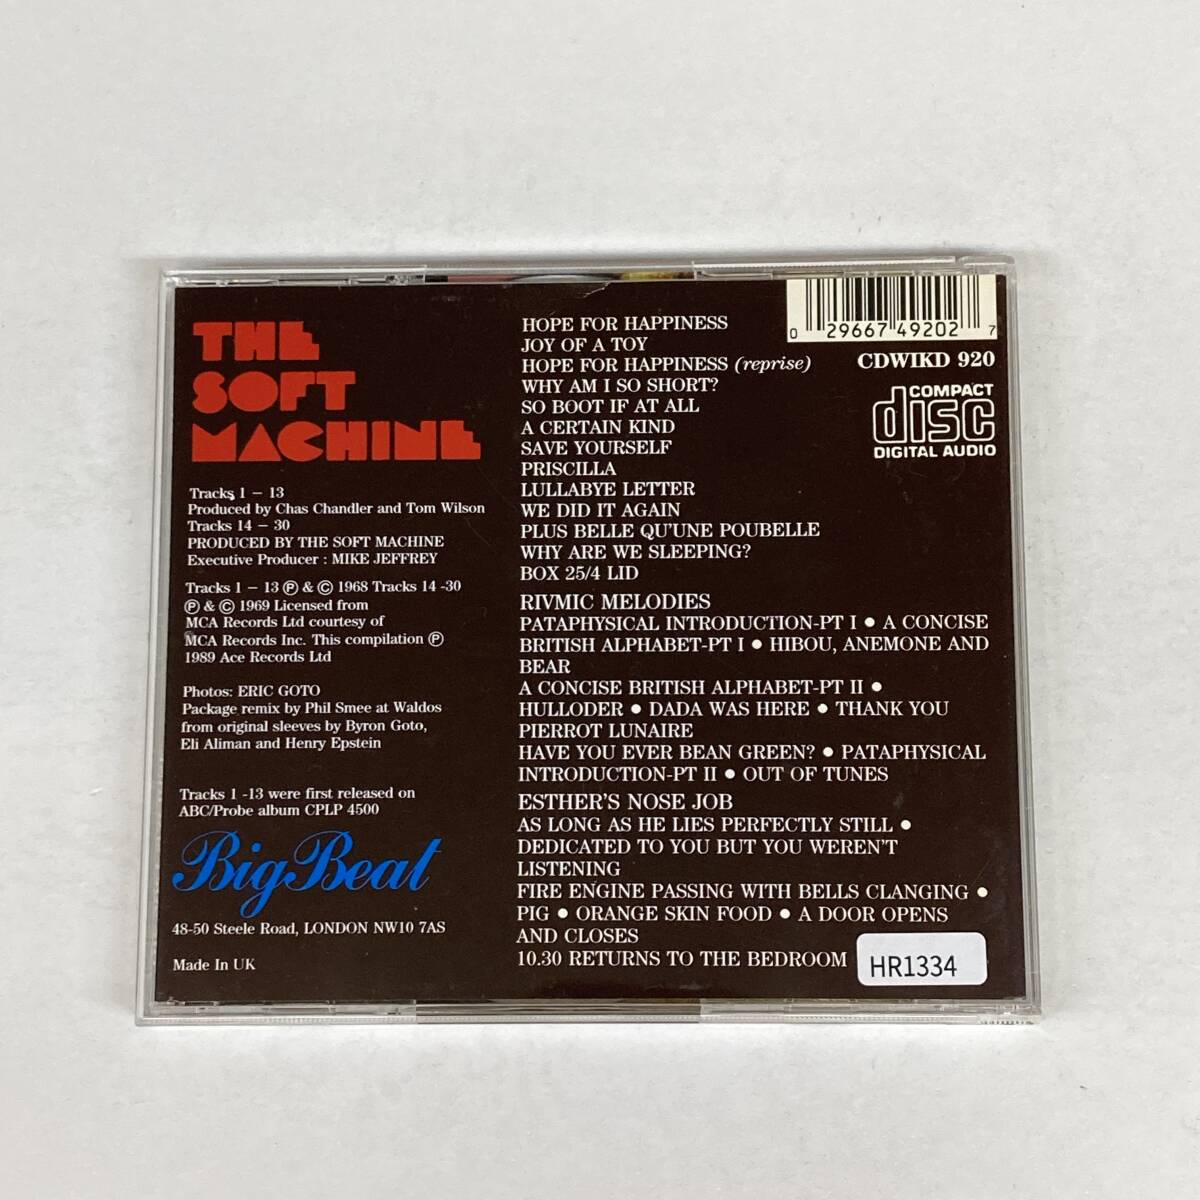 THE
SOFT
MACHINE
Tracks 1 – 13
Produced by Chas Chandler and Tom Wilson
Tracks 14 – 30
PRODUCED BY THE SOFT MACHINE
Executive Producer : MIKE JEFFREY
Tracks 1 – 13 Ⓟ & © 1968 Tracks 14 -30
Ⓟ & © 1969 Licensed from
MCA Records Ltd courtesy of
MCA Records Inc. This compilation Ⓟ
1989 Ace Records Ltd
Photos: ERIC GOTO
Package remix by Phil Smee at Waldos
from original sleeves by Byron Goto,
Eli Aliman and Henry Epstein
Tracks 1 -13 were first released on
ABC/Probe album CPLP 4500
Big Beat
48-50 Steele Road, LONDON NW10 7AS
Made In UK
HOPE FOR HAPPINESS
JOY OF A TOY
HOPE FOR HAPPINESS (reprise)
WHY AM I SO SHORT?
SO BOOT IF AT ALL
A CERTAIN KIND
SAVE YOURSELF
PRISCILLA
LULLABYE LETTER
WE DID IT AGAIN
PLUS BELLE QU'UNE POUBELLE
WHY ARE WE SLEEPING?
BOX 25/4 LID
RIVMIC MELODIES
PATAPHYSICAL INTRODUCTION-PT I • A CONCISE
BRITISH ALPHABET-PT I • HIBOU, ANEMONE AND
BEAR
A CONCISE BRITISH ALPHABET-PT II •
HULLODER • DADA WAS HERE • THANK YOU
PIERROT LUNAIRE
HAVE YOU EVER BEAN GREEN? • PATAPHYSICAL
INTRODUCTION-PT II • OUT OF TUNES
ESTHER'S NOSE JOB
AS LONG AS HE LIES PERFECTLY STILL •
DEDICATED TO YOU BUT YOU WEREN'T
LISTENING
FIRE ENGINE PASSING WITH BELLS CLANGING •
PIG • ORANGE SKIN FOOD • A DOOR OPENS
AND CLOSES
10.30 RETURNS TO THE BEDROOM
0 29667 49202 7
CDWIKD 920
COMPACT
disc
DIGITAL AUDIO
HR1334